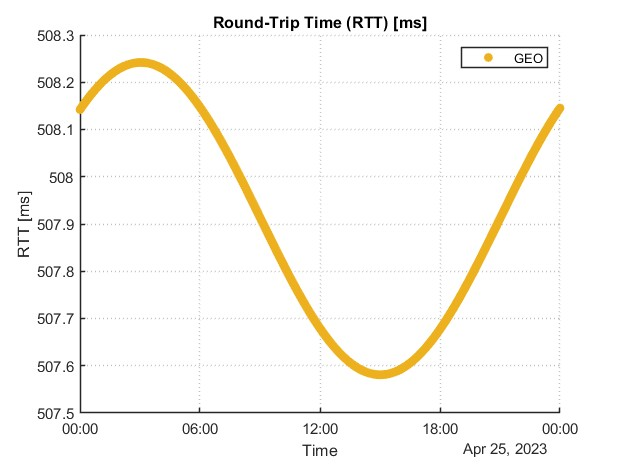 Round-Trip Time (RTT) [ms]
GEO
508.3
508.2
508.1
508
507.9
507.8
507.7
507.6
507.5
RTT [ms]
00:00 06:00 12:00 18:00 00:00
Time
Apr 25, 2023